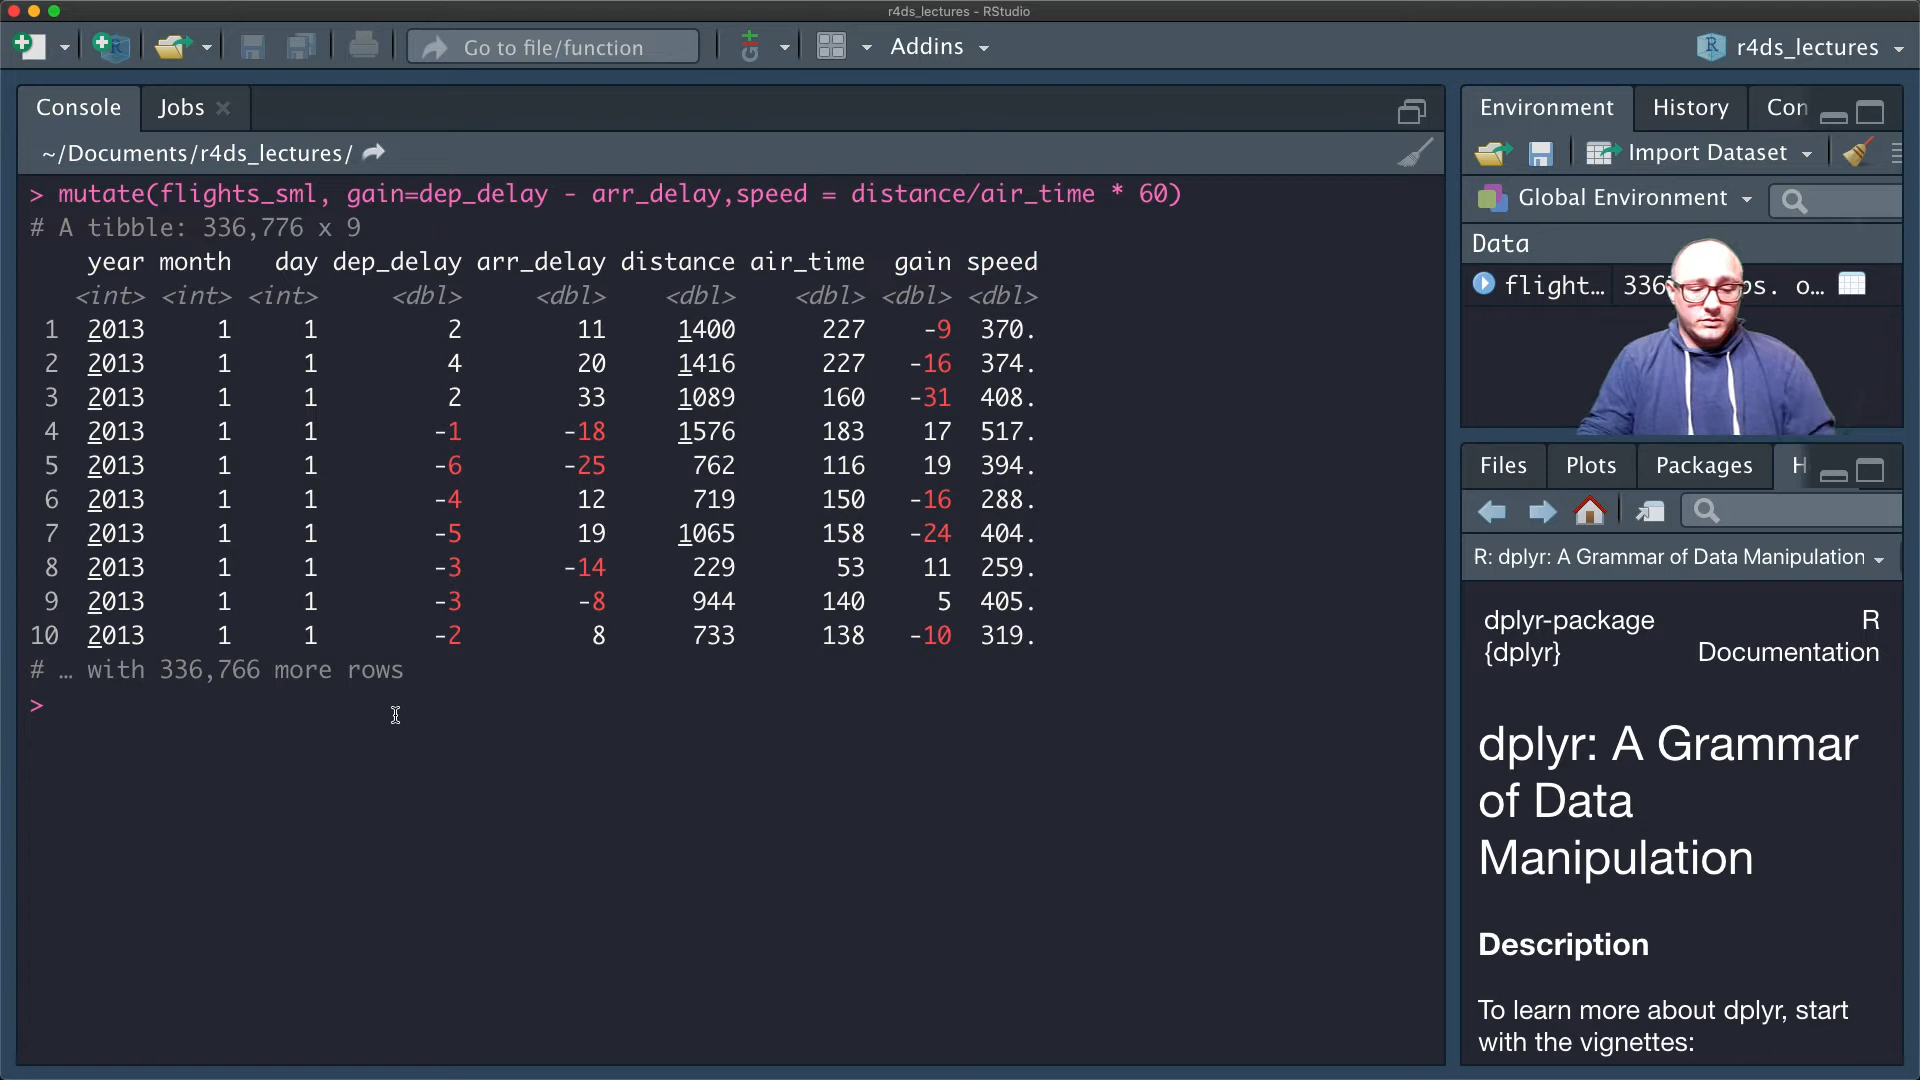 r4ds_lectures - RStudio
Go to file/function
Addins
r4ds_lectures
Console
Jobs
~/Documents/r4ds_lectures/
> mutate(flights_sml, gain=dep_delay - arr_delay,speed = distance/air_time * 60)
# A tibble: 336,776 x 9
year month day dep_delay arr_delay distance air_time gain speed
<int> <int> <int> <dbl> <dbl> <dbl> <dbl> <dbl> <dbl>
1 2013 1 1 2 11 1400 227 -9 370.
2 2013 1 1 4 20 1416 227 -16 374.
3 2013 1 1 2 33 1089 160 -31 408.
4 2013 1 1 -1 -18 1576 183 17 517.
5 2013 1 1 -6 -25 762 116 19 394.
6 2013 1 1 -4 12 719 150 -16 288.
7 2013 1 1 -5 19 1065 158 -24 404.
8 2013 1 1 -3 -14 229 53 11 259.
9 2013 1 1 -3 -8 944 140 5 405.
10 2013 1 1 -2 8 733 138 -10 319.
# … with 336,766 more rows
>
Environment
History
Con
Import Dataset
Global Environment
Data
flight… 336 o…
Files
Plots
Packages
R: dplyr: A Grammar of Data Manipulation
dplyr-package R
{dplyr} Documentation
dplyr: A Grammar
of Data
Manipulation
Description
To learn more about dplyr, start
with the vignettes: